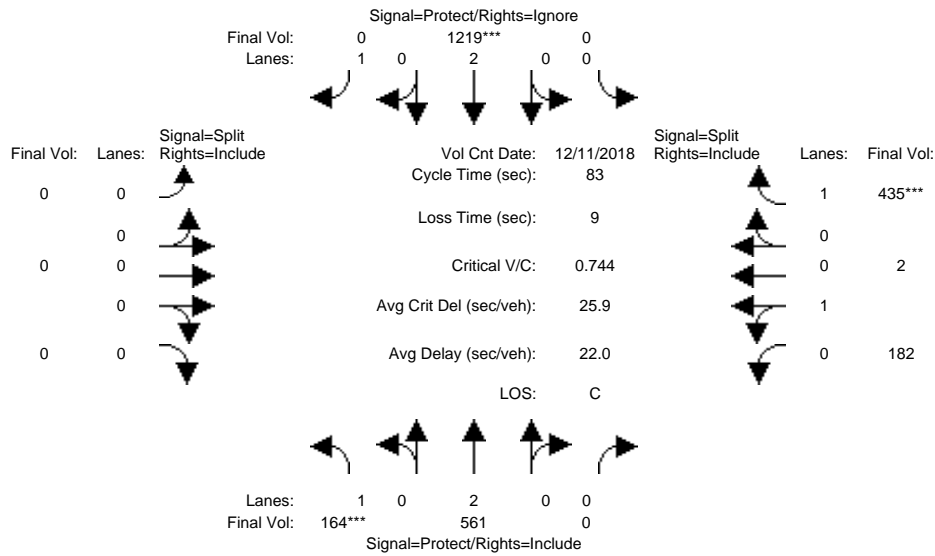 Signal=Protect/Rights=Ignore
Final Vol: 0 1219*** 0
Lanes: 1 0 2 0 0
Signal=Split Signal=Split
Final Vol: Lanes: Rights=Include Vol Cnt Date: 12/11/2018 Rights=Include Lanes: Final Vol:
Cycle Time (sec): 83
0 0 1 435***
Loss Time (sec): 9
0 0
0 0 Critical V/C: 0.744 0 2
0 Avg Crit Del (sec/veh): 25.9 1
0 0 Avg Delay (sec/veh): 22.0 0 182
LOS: C
Lanes: 1 0 2 0 0
Final Vol: 164*** 561 0
Signal=Protect/Rights=Include